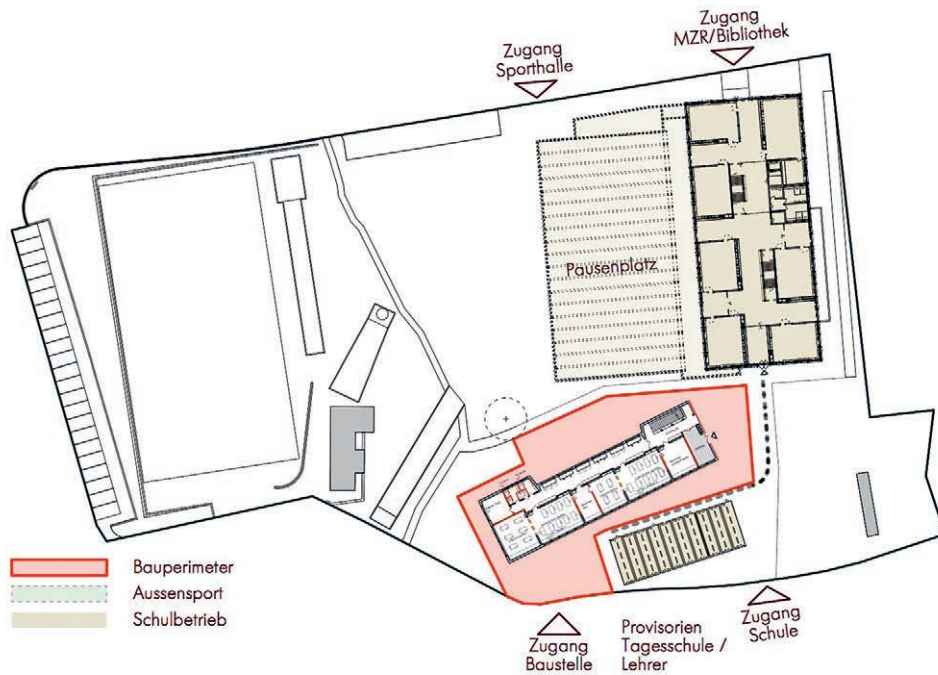 Zugang
MZR/Bibliothek
Zugang
Sporthalle
Pausenplatz
Bauperimeter
Aussensport
Schulbetrieb
Zugang
Baustelle
Provisorien
Tagesschule /
Lehrer
Zugang
Schule